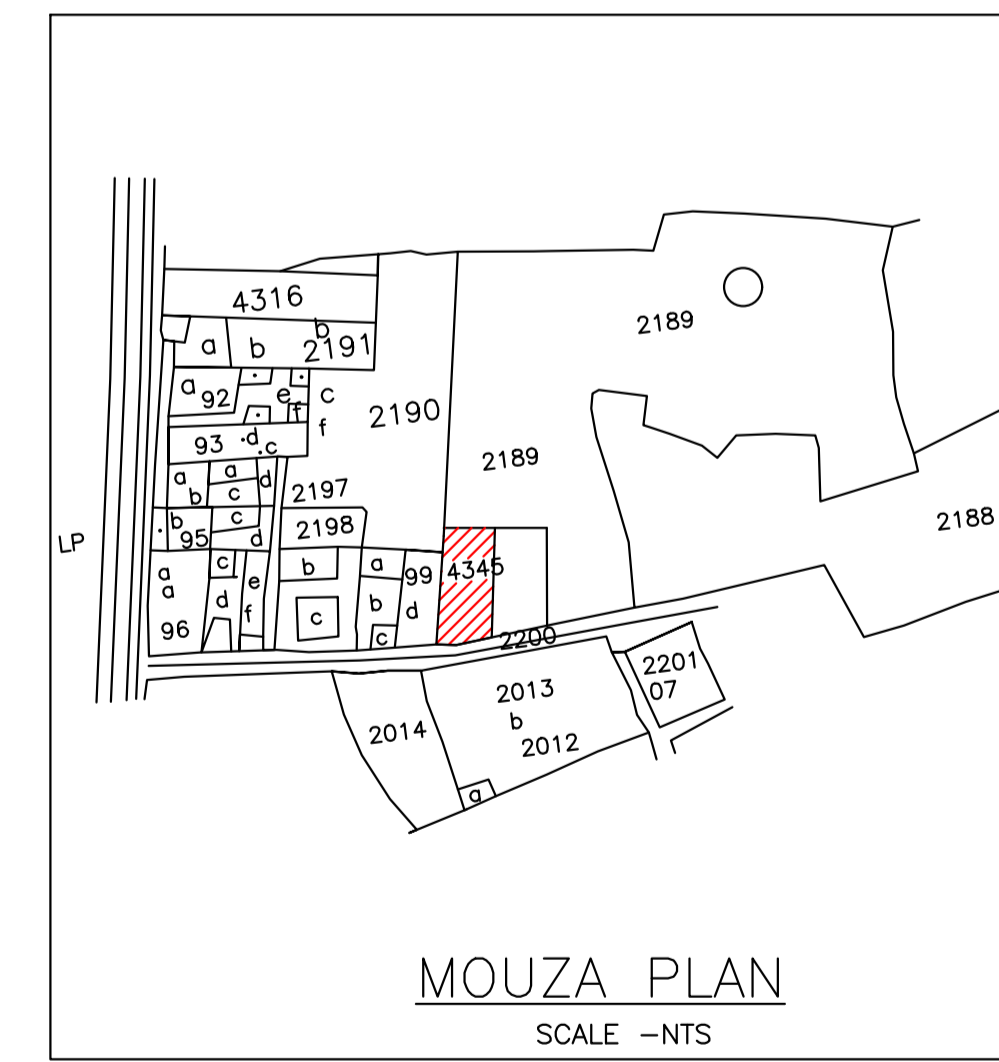 4316
b
a b 2191
2189
a 92 e c
f f
2190
93 d c
2189
a b a c d
2197
b 95 c d
2198
2188
LP
a a 96
c d e f
b c
a b c
99 d
4345
2200
2013
b
2012
2014
a
2201
07
MOUZA PLAN
SCALE -NTS